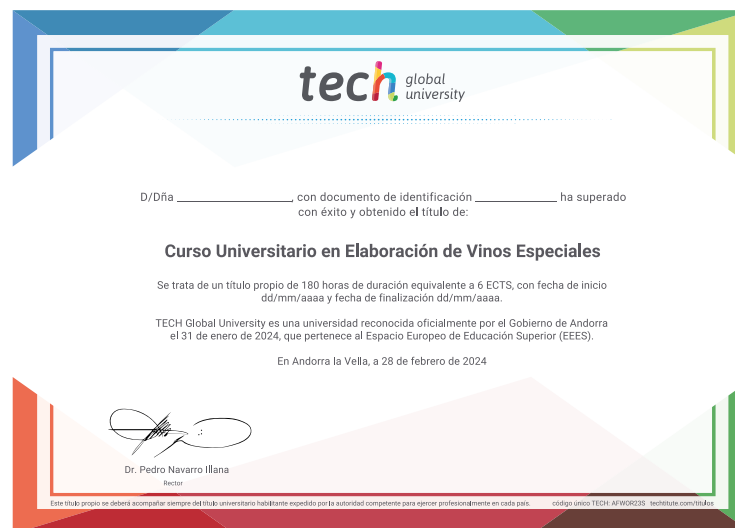 tech global university
D/Dña ____________________, con documento de identificación ______________ ha superado
con éxito y obtenido el título de:
Curso Universitario en Elaboración de Vinos Especiales
Se trata de un título propio de 180 horas de duración equivalente a 6 ECTS, con fecha de inicio
dd/mm/aaaa y fecha de finalización dd/mm/aaaa.
TECH Global University es una universidad reconocida oficialmente por el Gobierno de Andorra
el 31 de enero de 2024, que pertenece al Espacio Europeo de Educación Superior (EEES).
En Andorra la Vella, a 28 de febrero de 2024
Dr. Pedro Navarro Illana
Rector
Este título propio se deberá acompañar siempre del título universitario habilitante expedido por la autoridad competente para ejercer profesionalmente en cada país. código único TECH: AFWOR23S techtitute.com/titulos